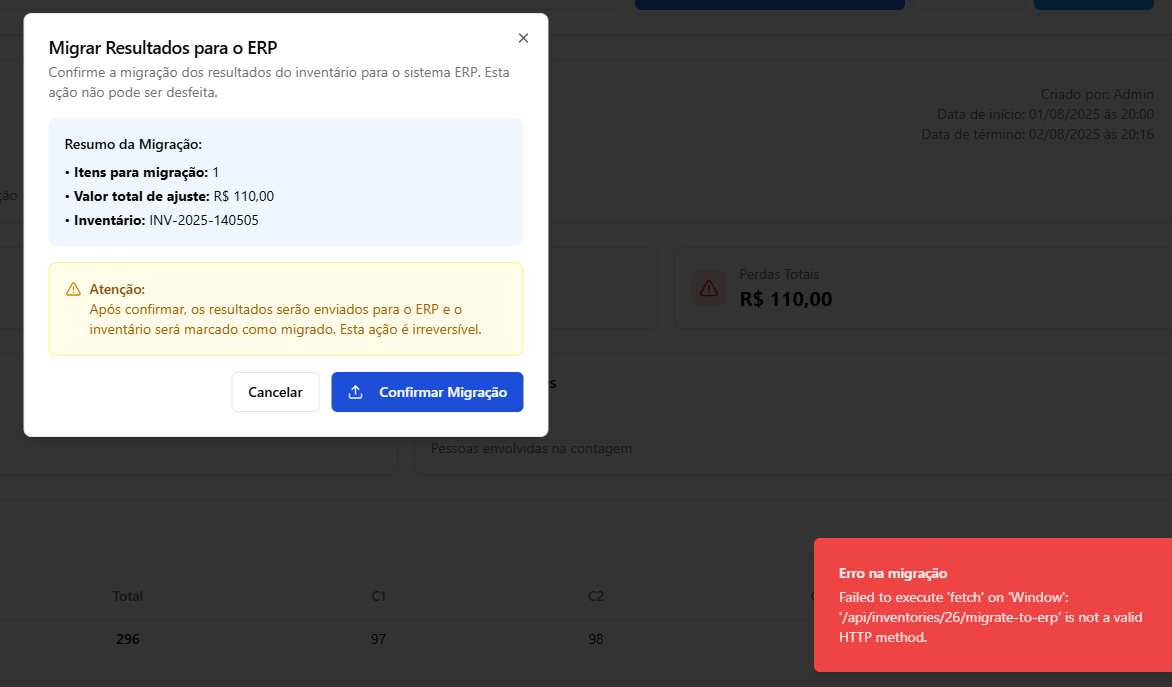 Migrar Resultados para o ERP
Confirme a migração dos resultados do inventário para o sistema ERP. Esta
ação não pode ser desfeita.
Resumo da Migração:
• Itens para migração: 1
• Valor total de ajuste: R$ 110,00
• Inventário: INV-2025-140505
Atenção:
Após confirmar, os resultados serão enviados para o ERP e o
inventário será marcado como migrado. Esta ação é irreversível.
Cancelar
Confirmar Migração
Criado por: Admin
Data de início: 01/08/2025 às 20:00
Data de término: 02/08/2025 às 20:16
ção
Perdas Totais
R$ 110,00
s
Pessoas envolvidas na contagem
Total C1 C2
296 97 98
Erro na migração
Failed to execute 'fetch' on 'Window':
'/api/inventories/26/migrate-to-erp' is not a valid
HTTP method.